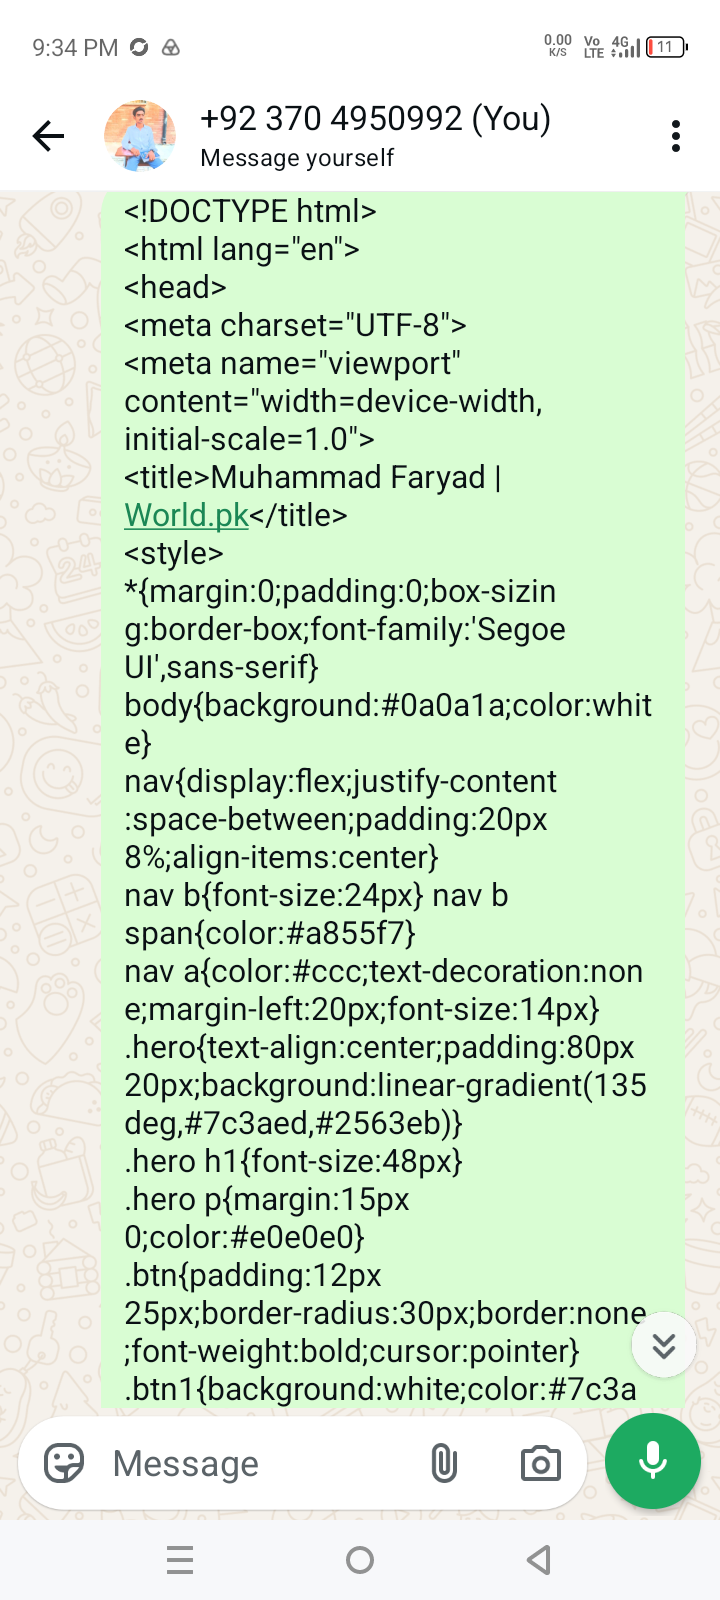 9:34 PM 0.00 K/S Vo LTE 4G 11
+92 370 4950992 (You)
Message yourself
<!DOCTYPE html>
<html lang="en">
<head>
<meta charset="UTF-8">
<meta name="viewport"
content="width=device-width,
initial-scale=1.0">
<title>Muhammad Faryad |
World.pk</title>
<style>
*{margin:0;padding:0;box-sizin
g:border-box;font-family:'Segoe
UI',sans-serif}
body{background:#0a0a1a;color:whit
e}
nav{display:flex;justify-content
:space-between;padding:20px
8%;align-items:center}
nav b{font-size:24px} nav b
span{color:#a855f7}
nav a{color:#ccc;text-decoration:non
e;margin-left:20px;font-size:14px}
.hero{text-align:center;padding:80px
20px;background:linear-gradient(135
deg,#7c3aed,#2563eb)}
.hero h1{font-size:48px}
.hero p{margin:15px
0;color:#e0e0e0}
.btn{padding:12px
25px;border-radius:30px;border:none
;font-weight:bold;cursor:pointer}
.btn1{background:white;color:#7c3a
Message